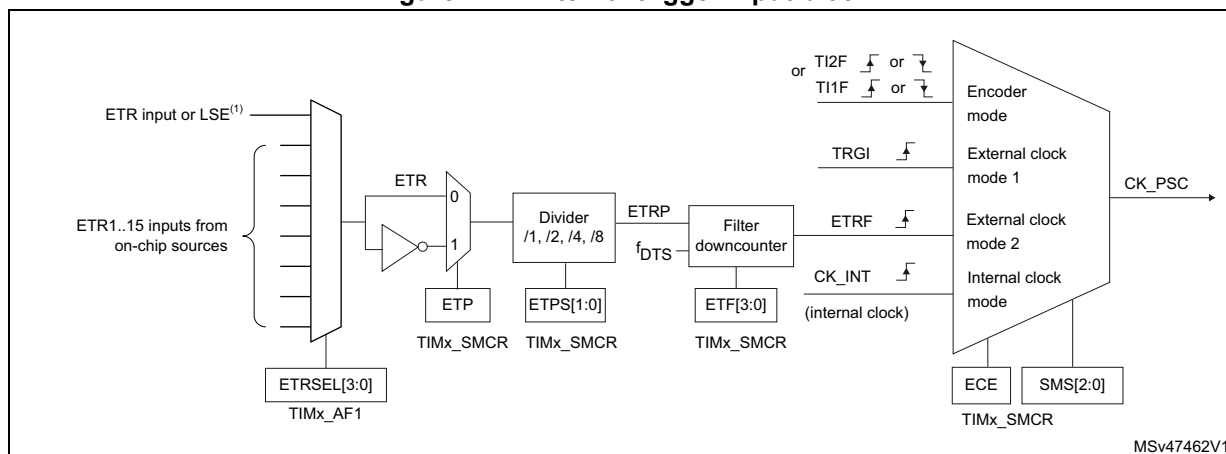 or TI2F or
TI1F or
Encoder
mode
ETR input or LSE(1)
TRGI
External clock
mode 1
CK_PSC
ETR
0
1
ETR1..15 inputs from
on-chip sources
Divider
/1, /2, /4, /8
ETRP
Filter
downcounter
fDTS
ETRF
External clock
mode 2
CK_INT
Internal clock
mode
(internal clock)
ETP
TIMx_SMCR
ETPS[1:0]
TIMx_SMCR
ETF[3:0]
TIMx_SMCR
ETRSEL[3:0]
TIMx_AF1
ECE
SMS[2:0]
TIMx_SMCR
MSv47462V1